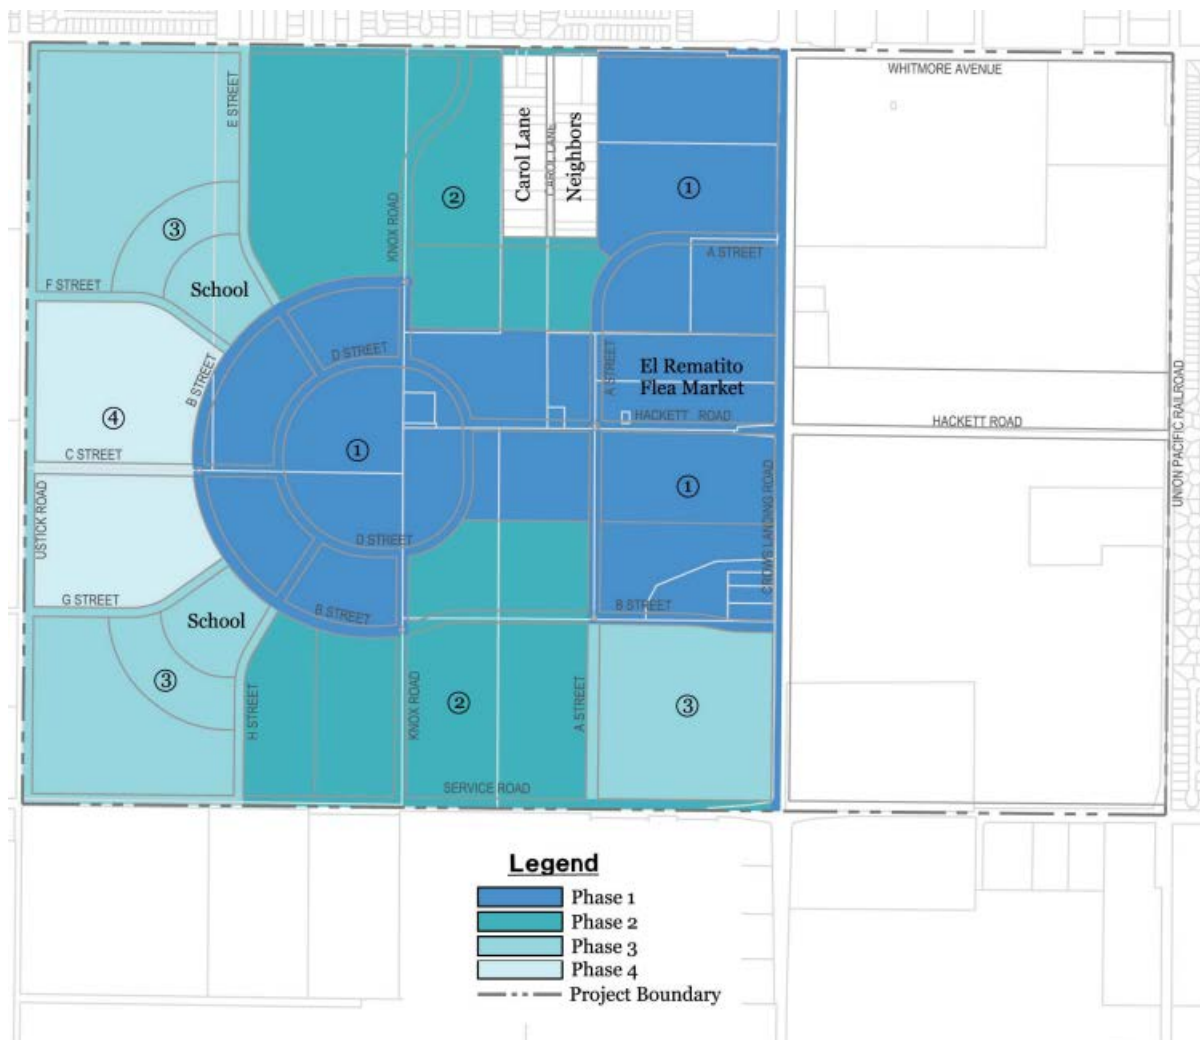 WHITMORE AVENUE
E STREET
Carol Lane
CAROL LANE
Neighbors
①
②
KNOX ROAD
③
A STREET
F STREET
School
D STREET
B STREET
A STREET
El Rematito
Flea Market
④
HACKETT ROAD
HACKETT ROAD
UNION PACIFIC RAILROAD
①
C STREET
①
USTICK ROAD
CROWS LANDING ROAD
D STREET
G STREET
B STREET
B STREET
School
③
H STREET
KNOX ROAD
②
A STREET
③
SERVICE ROAD
Legend
Phase 1
Phase 2
Phase 3
Phase 4
Project Boundary